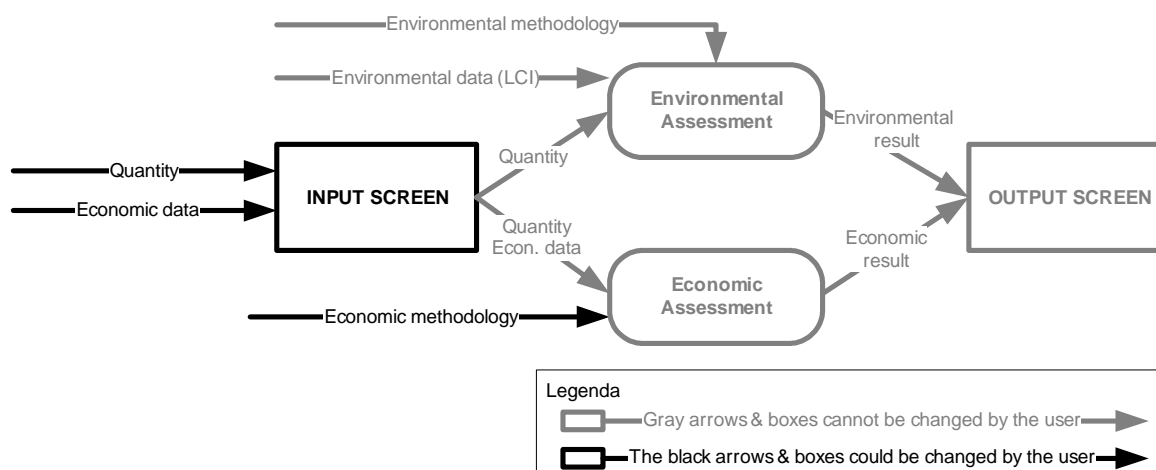 Environmental methodology
Environmental data (LCI)
Environmental
Assessment
Environmental
result
Quantity
Quantity
Economic data
INPUT SCREEN
OUTPUT SCREEN
Quantity
Econ. data
Economic
result
Economic
Assessment
Economic methodology
Legenda
Gray arrows & boxes cannot be changed by the user
The black arrows & boxes could be changed by the user